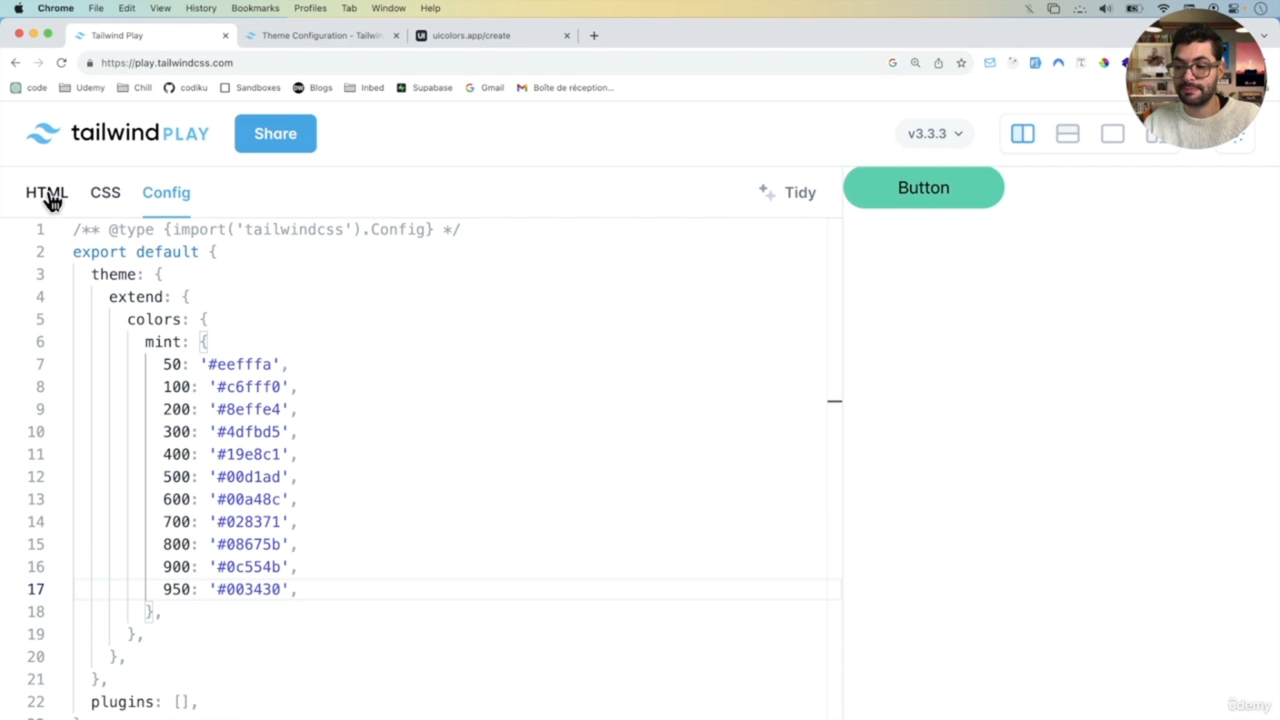 Chrome File Edit View History Bookmarks Profiles Tab Window Help
Tailwind Play
Theme Configuration - Tailwin
uicolors.app/create
https://play.tailwindcss.com
code Udemy Chill codiku Sandboxes Blogs Inbed Supabase Gmail Boîte de réception...
tailwind PLAY Share v3.3.3
HTML CSS Config Tidy
Button
1 /** @type {import('tailwindcss').Config} */
2 export default {
3 theme: {
4 extend: {
5 colors: {
6 mint: {
7 50: '#eefffa',
8 100: '#c6fff0',
9 200: '#8effe4',
10 300: '#4dfbd5',
11 400: '#19e8c1',
12 500: '#00d1ad',
13 600: '#00a48c',
14 700: '#028371',
15 800: '#08675b',
16 900: '#0c554b',
17 950: '#003430',
18 },
19 },
20 },
21 },
22 plugins: [],
ûdemy